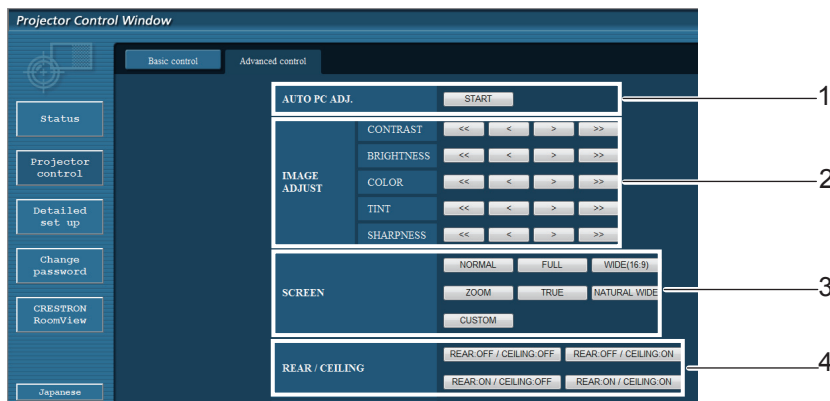 Projector Control Window
Basic control
Advanced control
Status
Projector
control
Detailed
set up
Change
password
CRESTRON
RoomView
Japanese
AUTO PC ADJ.
START
1
IMAGE
ADJUST
CONTRAST << < > >>
BRIGHTNESS << < > >>
COLOR << < > >>
TINT << < > >>
SHARPNESS << < > >>
2
SCREEN
NORMAL FULL WIDE(16:9)
ZOOM TRUE NATURAL WIDE
CUSTOM
3
REAR / CEILING
REAR:OFF / CEILING:OFF REAR:OFF / CEILING:ON
REAR:ON / CEILING:OFF REAR:ON / CEILING:ON
4